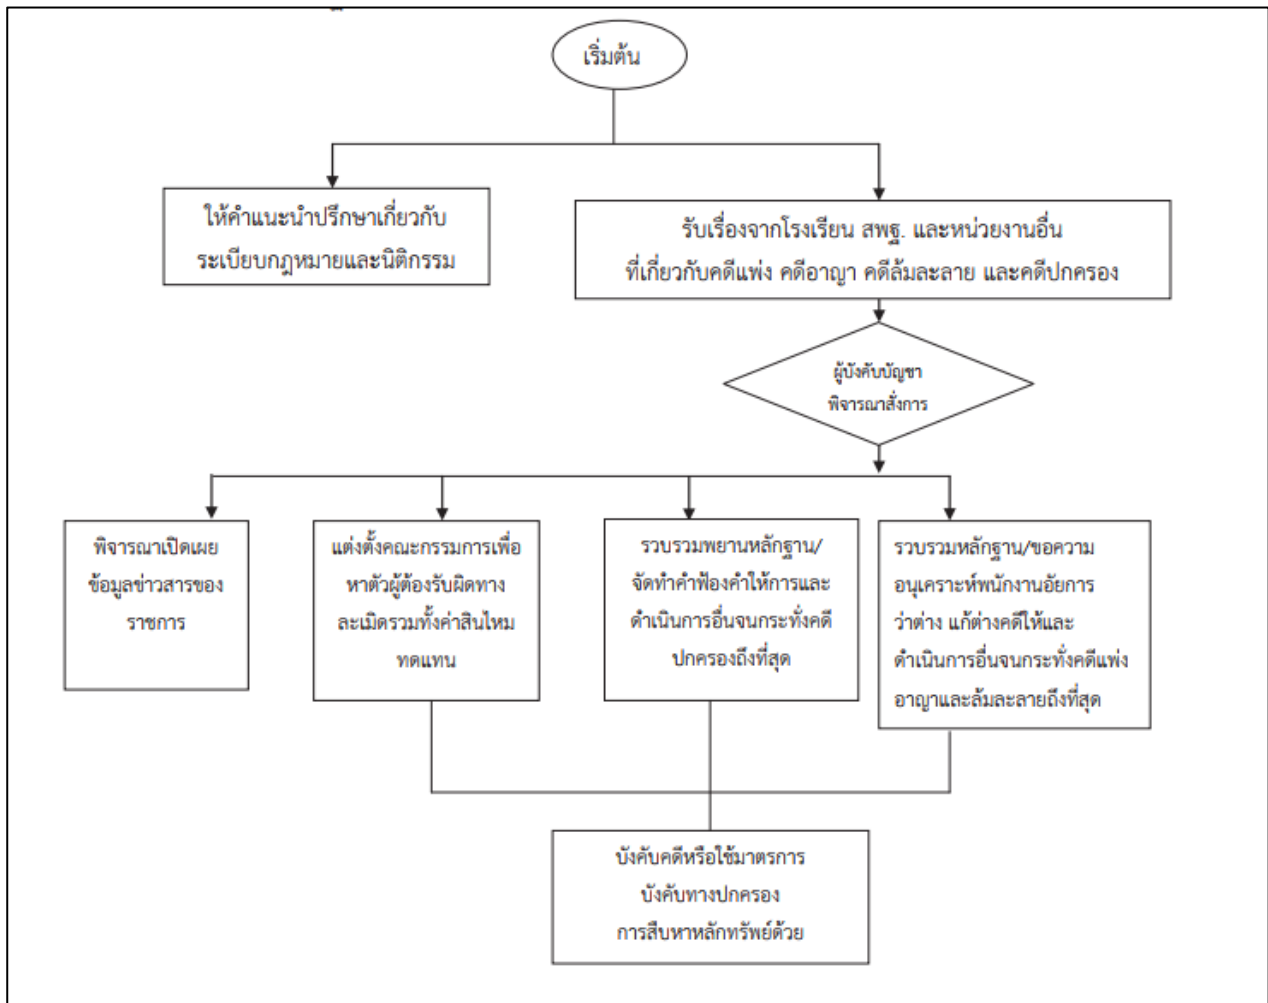 เริ่มต้น
ให้คำแนะนำปรึกษาเกี่ยวกับ
ระเบียบกฎหมายและนิติกรรม
รับเรื่องจากโรงเรียน สพฐ. และหน่วยงานอื่น
ที่เกี่ยวกับคดีแพ่ง คดีอาญา คดีล้มละลาย และคดีปกครอง
ผู้บังคับบัญชา
พิจารณาสั่งการ
พิจารณาเปิดเผย
ข้อมูลข่าวสารของ
ราชการ
แต่งตั้งคณะกรรมการเพื่อ
หาตัวผู้ต้องรับผิดทาง
ละเมิดรวมทั้งค่าสินไหม
ทดแทน
รวบรวมพยานหลักฐาน/
จัดทำคำฟ้องคำให้การและ
ดำเนินการอื่นจนกระทั่งคดี
ปกครองถึงที่สุด
รวบรวมหลักฐาน/ขอความ
อนุเคราะห์พนักงานอัยการ
ว่าต่าง แก้ต่างคดีให้และ
ดำเนินการอื่นจนกระทั่งคดีแพ่ง
อาญาและล้มละลายถึงที่สุด
บังคับคดีหรือใช้มาตรการ
บังคับทางปกครอง
การสืบหาหลักทรัพย์ด้วย